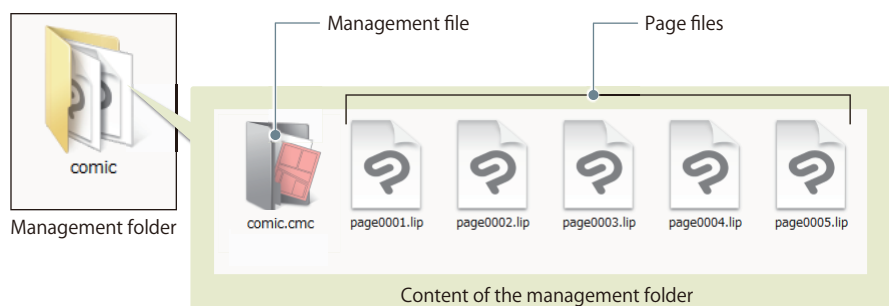 Management file
Page files
comic
Management folder
comic.cmc
page0001.lip
page0002.lip
page0003.lip
page0004.lip
page0005.lip
Content of the management folder